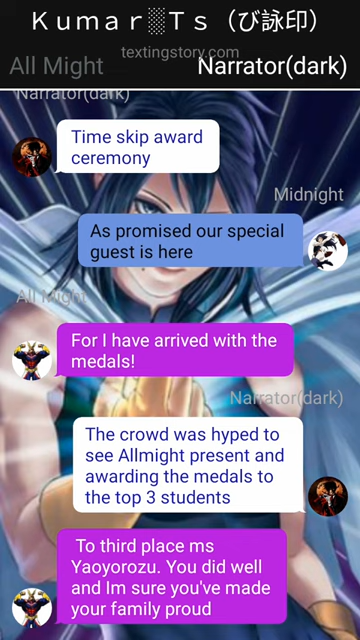 Ｋｕｍａｒ░Ｔｓ（び詠印）
textingstory.com
All Might
Narrator(dark)
Narrator(dark)
Time skip award
ceremony
Midnight
As promised our special
guest is here
All Might
For I have arrived with the
medals!
Narrator(dark)
The crowd was hyped to
see Allmight present and
awarding the medals to
the top 3 students
To third place ms
Yaoyorozu. You did well
and Im sure you've made
your family proud